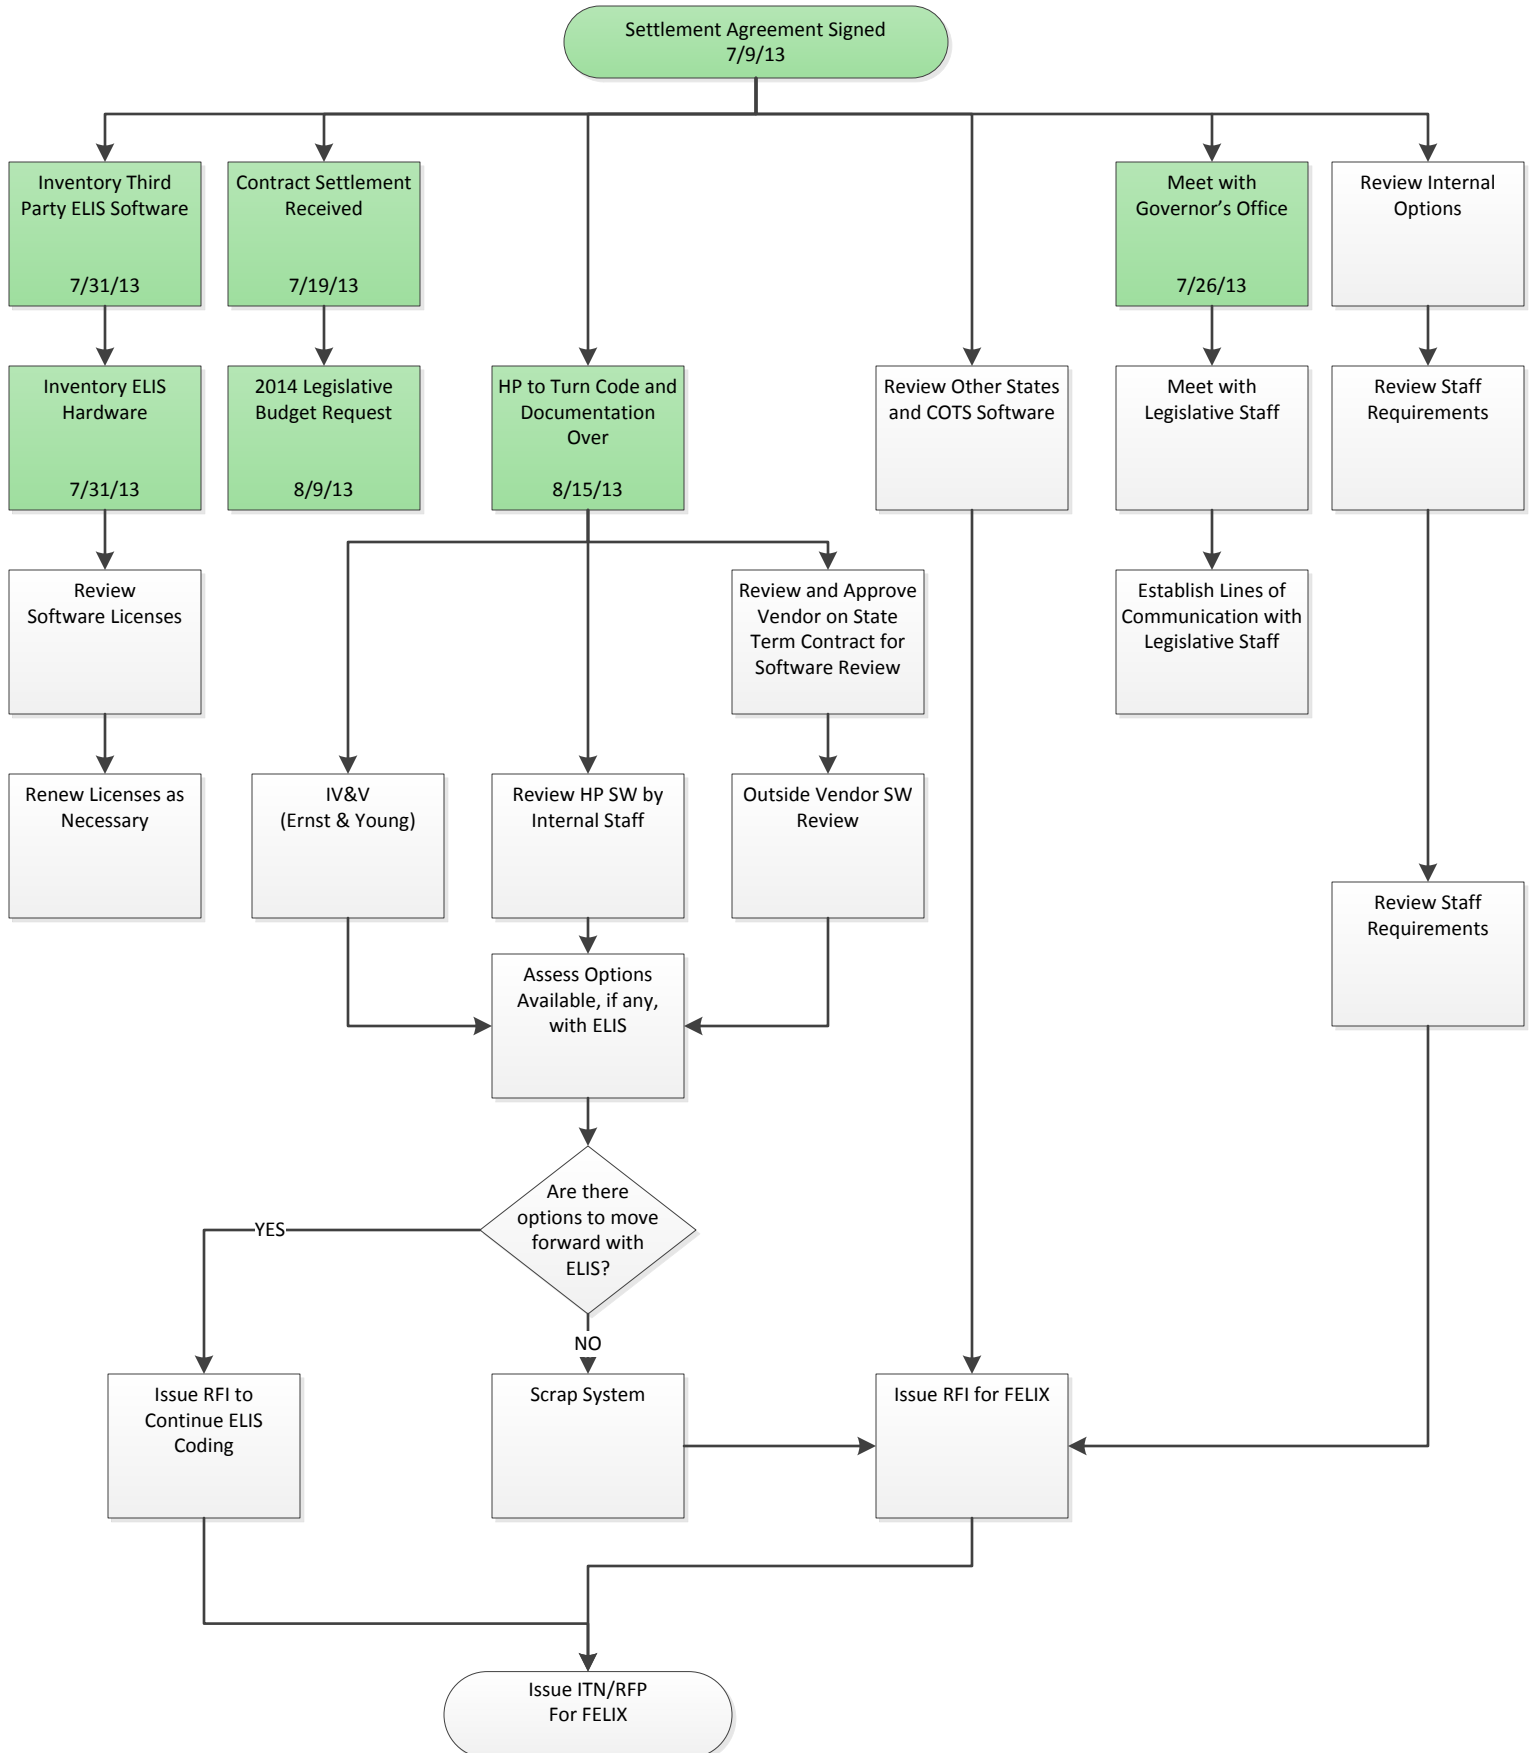 Settlement Agreement Signed
7/9/13
Inventory Third
Party ELIS Software
7/31/13
Contract Settlement
Received
7/19/13
Meet with
Governor’s Office
7/26/13
Review Internal
Options
Inventory ELIS
Hardware
7/31/13
2014 Legislative
Budget Request
8/9/13
HP to Turn Code and
Documentation
Over
8/15/13
Review Other States
and COTS Software
Meet with
Legislative Staff
Review Staff
Requirements
Review
Software Licenses
Review and Approve
Vendor on State
Term Contract for
Software Review
Establish Lines of
Communication with
Legislative Staff
Renew Licenses as
Necessary
IV&V
(Ernst & Young)
Review HP SW by
Internal Staff
Outside Vendor SW
Review
Review Staff
Requirements
Assess Options
Available, if any,
with ELIS
Are there
options to move
forward with
ELIS?
YES
NO
Issue RFI to
Continue ELIS
Coding
Scrap System
Issue RFI for FELIX
Issue ITN/RFP
For FELIX